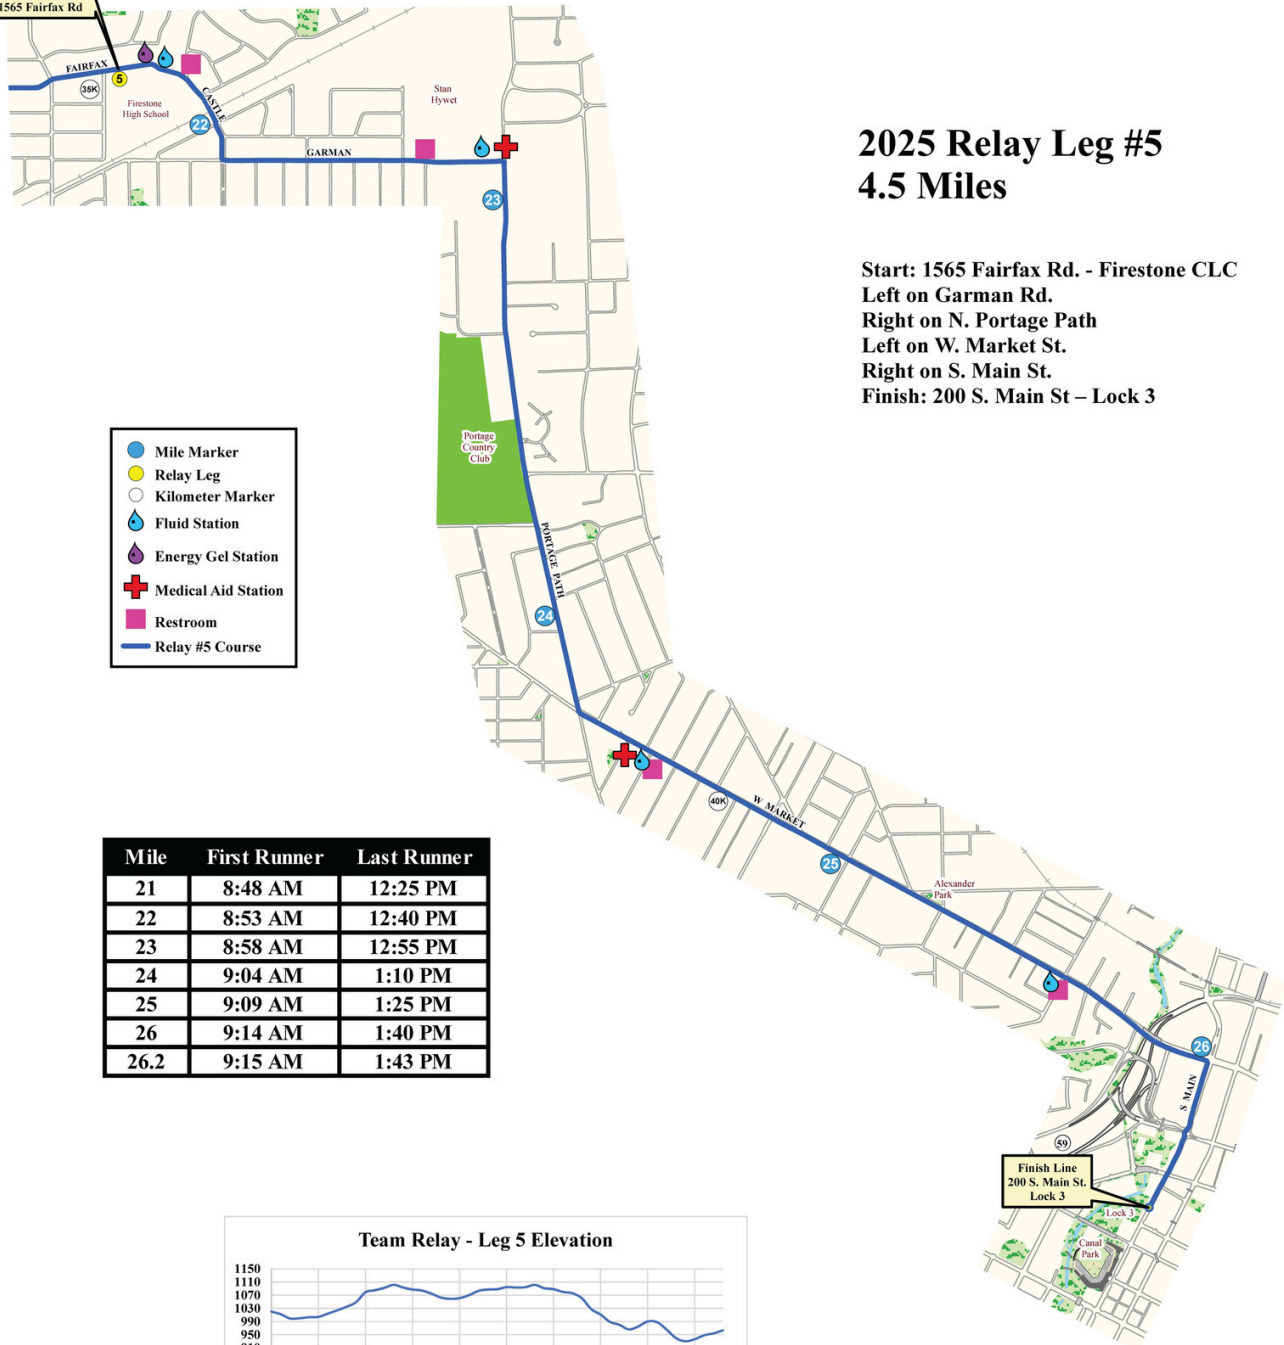 1565 Fairfax Rd
FAIRFAX
5
35K
Firestone
High School
CASTLE
22
GARMAN
Stan
Hywet
23
2025 Relay Leg #5
4.5 Miles
Start: 1565 Fairfax Rd. - Firestone CLC
Left on Garman Rd.
Right on N. Portage Path
Left on W. Market St.
Right on S. Main St.
Finish: 200 S. Main St – Lock 3
Portage
Country
Club
Mile Marker
Relay Leg
Kilometer Marker
Fluid Station
Energy Gel Station
Medical Aid Station
Restroom
Relay #5 Course
PORTAGE PATH
24
40K
W MARKET
25
Alexander
Park
26
S MAIN
59
Finish Line
200 S. Main St.
Lock 3
Lock 3
Canal
Park
Mile First Runner Last Runner
21 8:48 AM 12:25 PM
22 8:53 AM 12:40 PM
23 8:58 AM 12:55 PM
24 9:04 AM 1:10 PM
25 9:09 AM 1:25 PM
26 9:14 AM 1:40 PM
26.2 9:15 AM 1:43 PM
Team Relay - Leg 5 Elevation
1150
1110
1070
1030
990
950